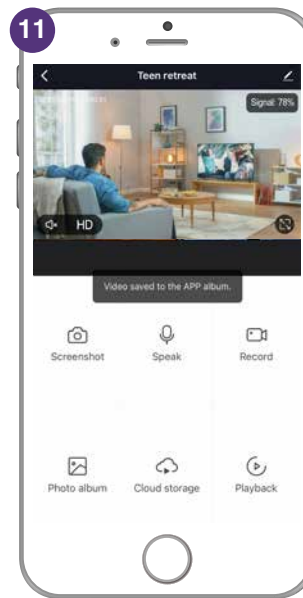 11
Teen retreat
Signal: 78%
HD
Video saved to the APP album.
Screenshot
Speak
Record
Photo album
Cloud storage
Playback